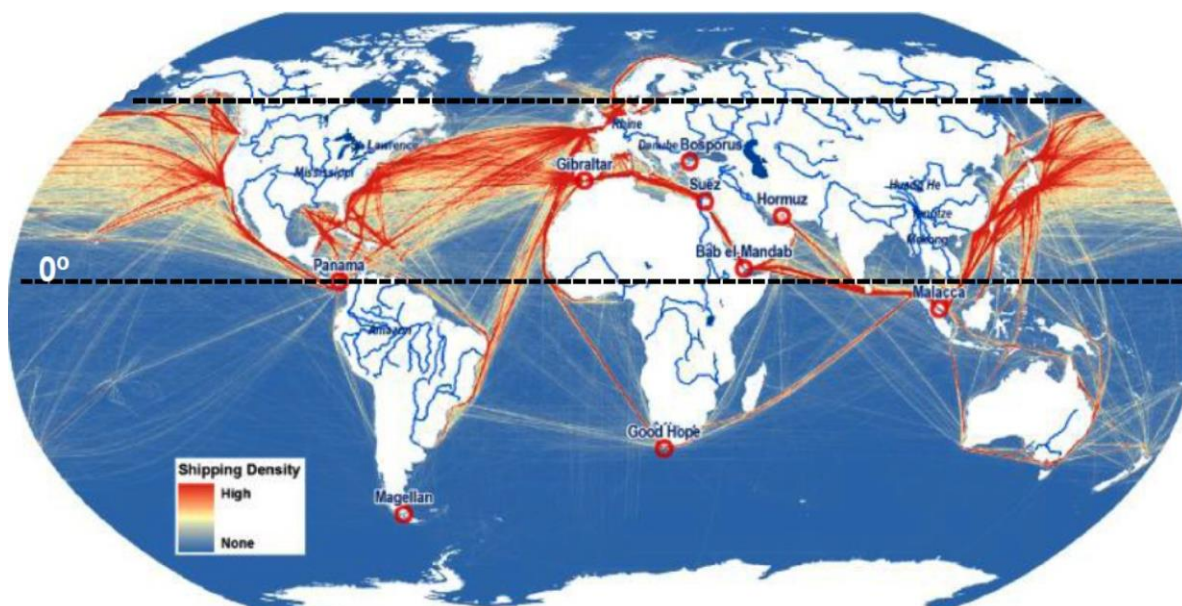 Rhine
St Lawrence
Danube
Bosporus
Gibraltar
Mississippi
Suez
Hormuz
Huang He
Yangtze
Mekong
Bab el-Mandab
0º
Panama
Malacca
Amazon
Good Hope
Shipping Density
High
None
Magellan